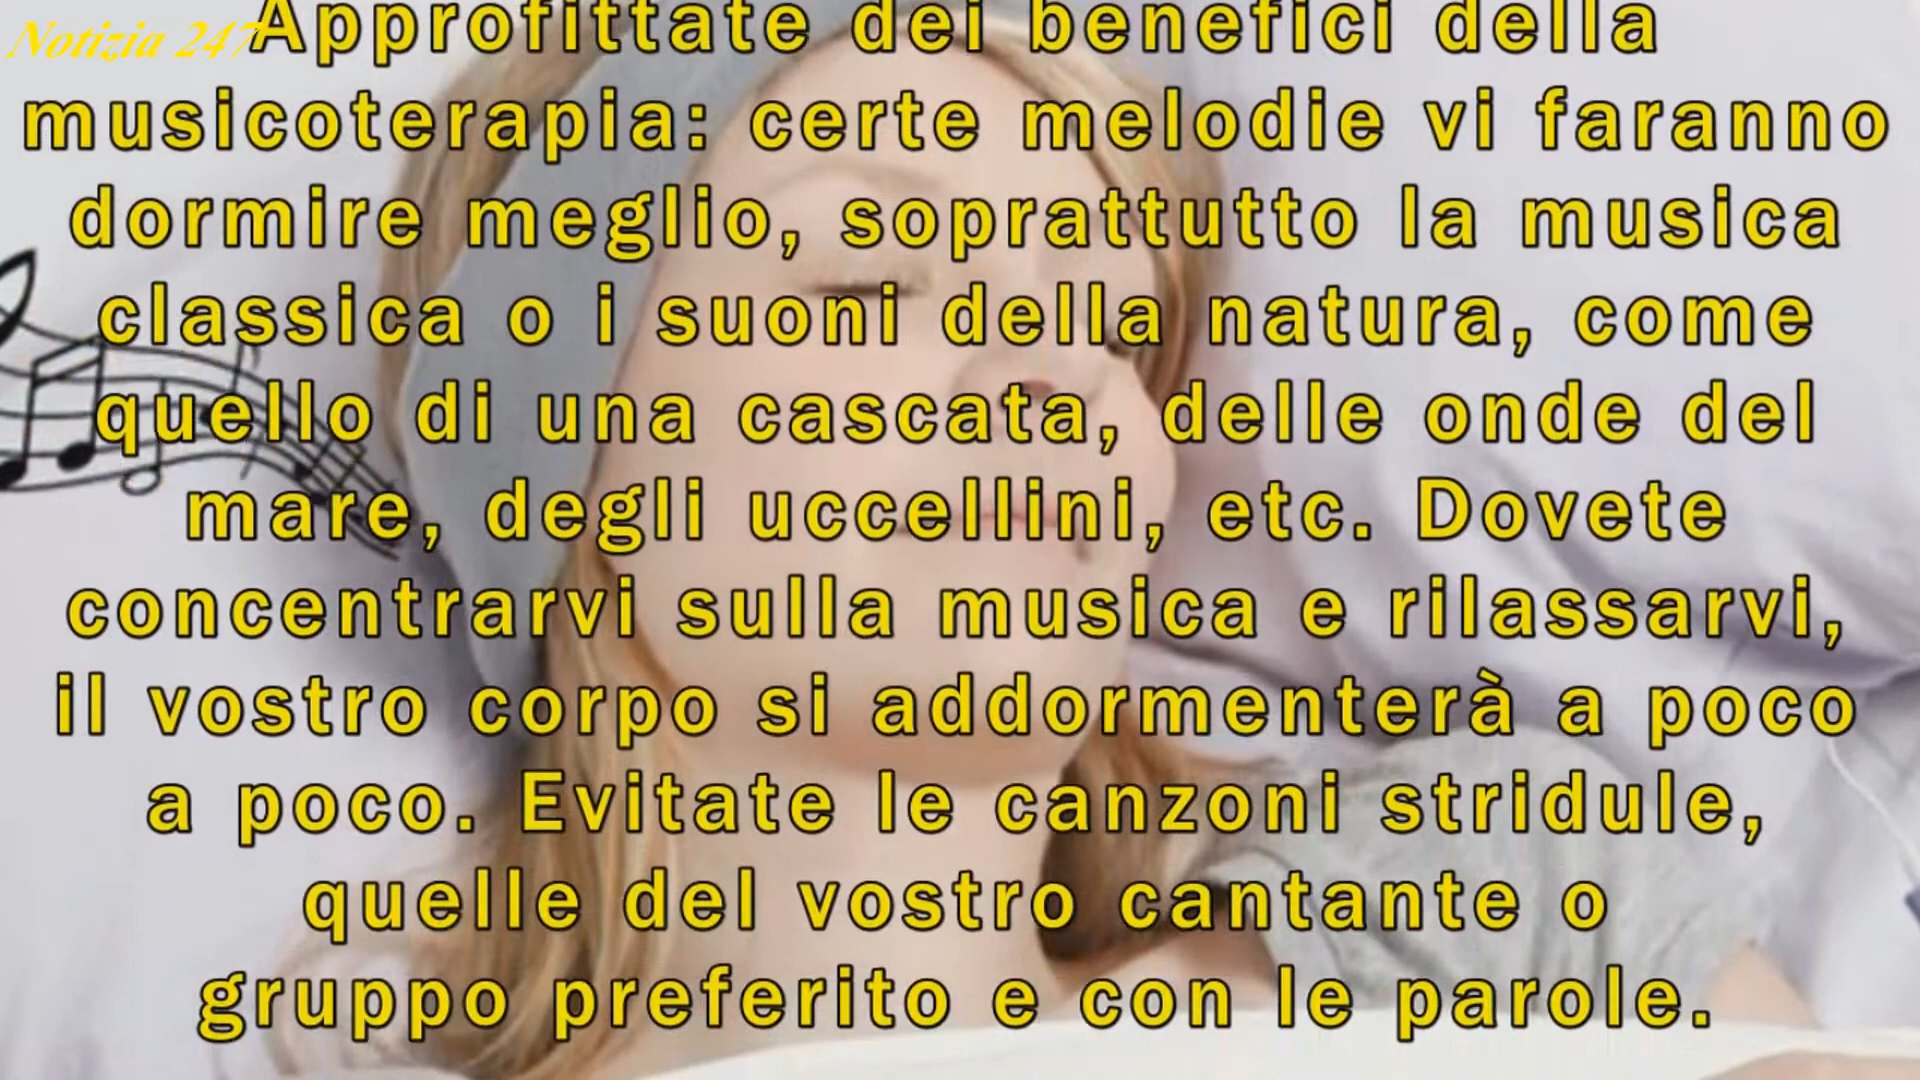 Notizia 247
Approfittate dei benefici della
musicoterapia: certe melodie vi faranno
dormire meglio, soprattutto la musica
classica o i suoni della natura, come
quello di una cascata, delle onde del
mare, degli uccellini, etc. Dovete
concentrarvi sulla musica e rilassarvi,
il vostro corpo si addormenterà a poco
a poco. Evitate le canzoni stridule,
quelle del vostro cantante o
gruppo preferito e con le parole.